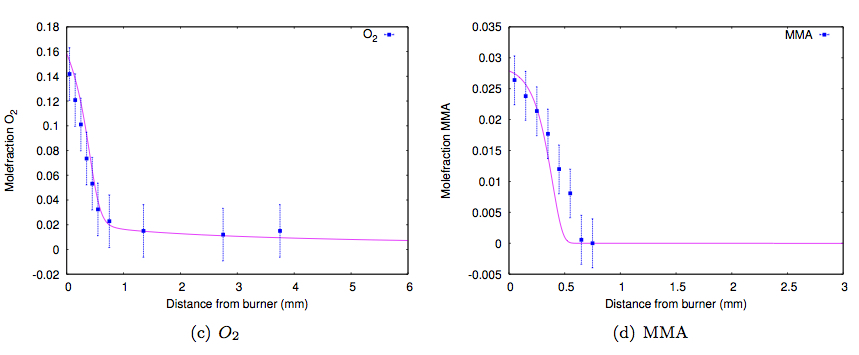 0.18
0.16
0.14
0.12
0.1
0.08
0.06
0.04
0.02
0
-0.02
Molefraction O2
O2
0 1 2 3 4 5 6
Distance from burner (mm)
(c) O2
0.035
0.03
0.025
0.02
0.015
0.01
0.005
0
-0.005
Molefraction MMA
MMA
0 0.5 1 1.5 2 2.5 3
Distance from burner (mm)
(d) MMA